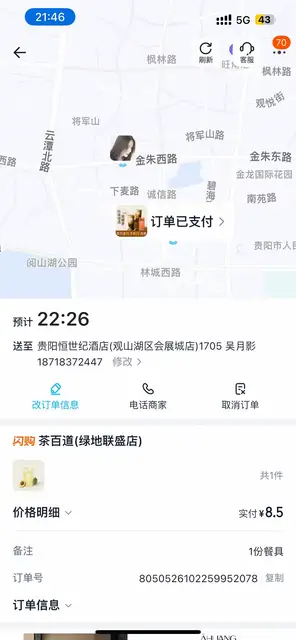 21:46
5G 43
枫林路
刷新
客服
70
枫林路
观悦街
将军山
云潭北路
将军山路
金朱西路
金朱东路
金龙国际花园
下麦路
诚信路
碧海
南苑路
西路
订单已支付
贵阳市人民
阅山湖公园
林城西路
预计 22:26
送至 贵阳恒世纪酒店(观山湖区会展城店)1705 吴月影
18718372447 修改
改订单信息
电话商家
取消订单
闪购 茶百道(绿地联盛店)
共1件
价格明细
实付 ¥8.5
备注
1份餐具
订单号
8050526102259952078 复制
订单信息